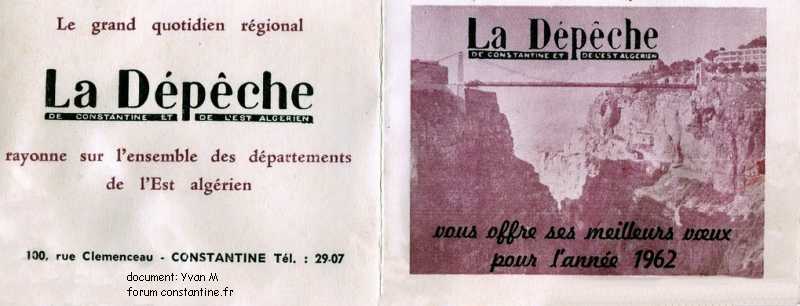 Le grand quotidien régional
La Dépêche
DE CONSTANTINE ET DE L'EST ALGERIEN
rayonne sur l'ensemble des départements
de l'Est algérien
100, rue Clemenceau - CONSTANTINE Tél. : 29-07
document: Yvan M
forum constantine.fr
La Dépêche
DE CONSTANTINE ET DE L'EST ALGERIEN
vous offre ses meilleurs vœux
pour l'année 1962